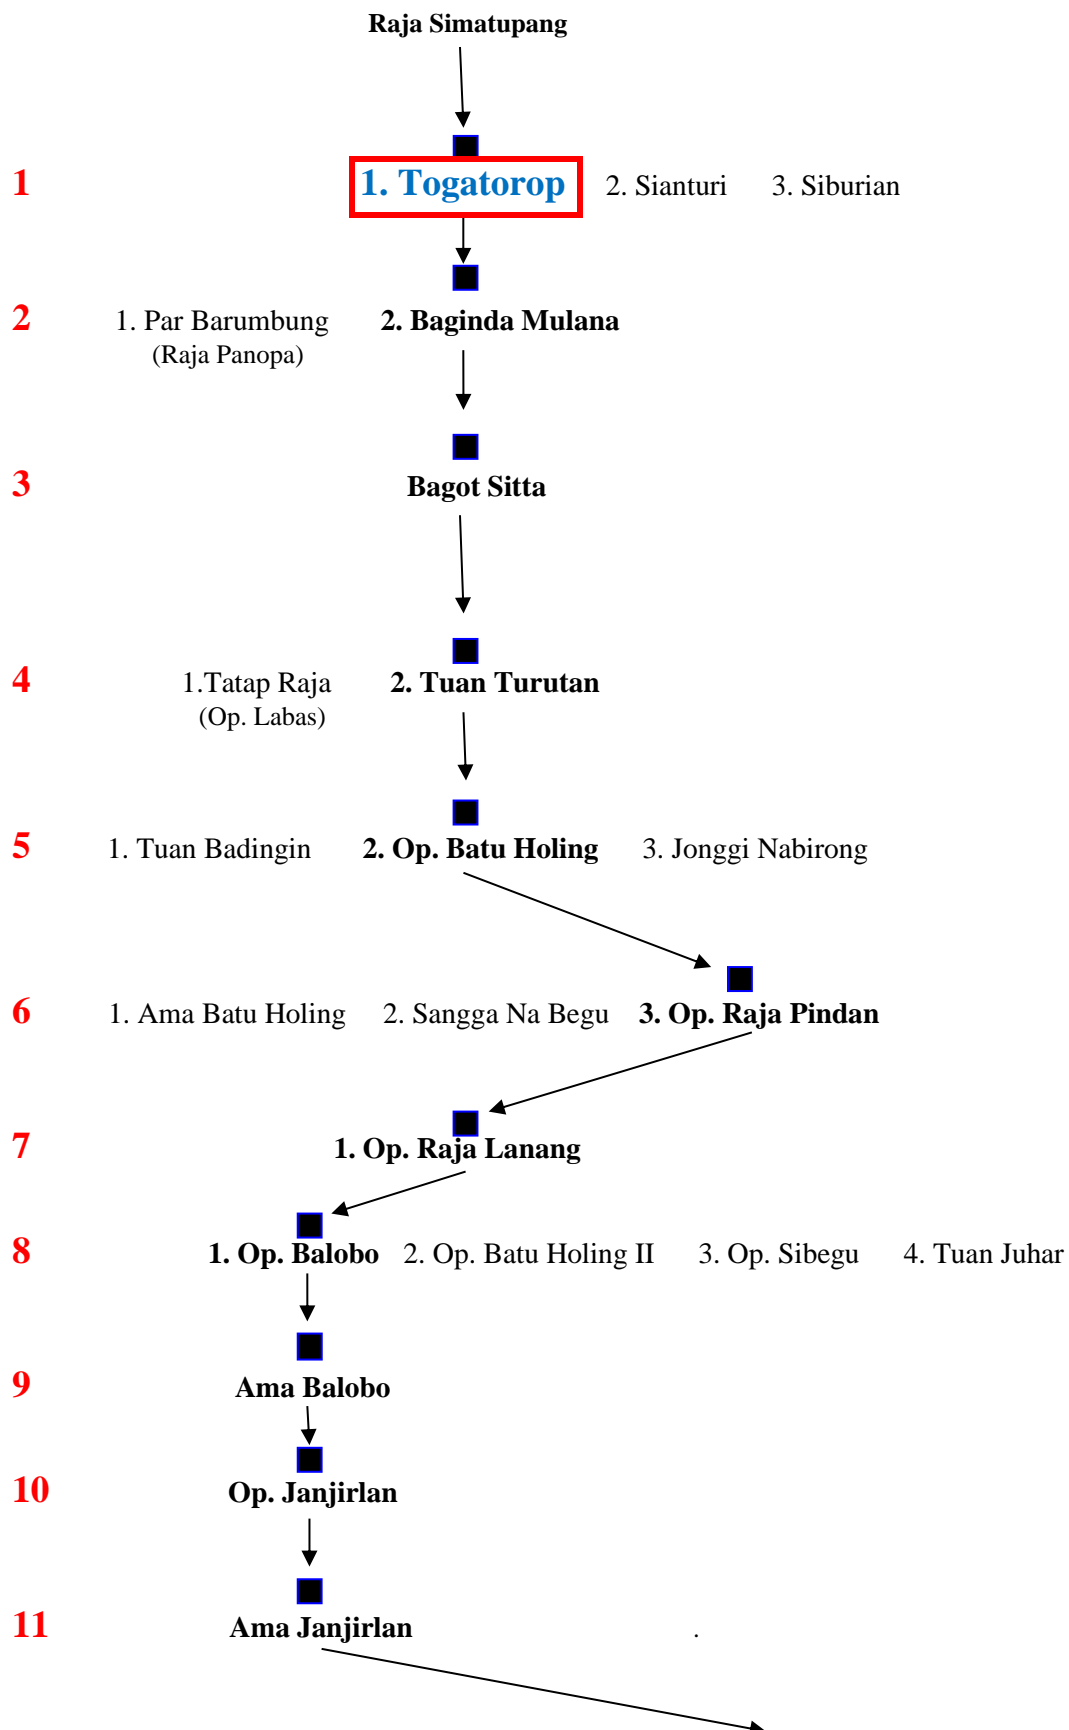 Raja Simatupang
1 1. Togatorop 2. Sianturi 3. Siburian
2 1. Par Barumbung 2. Baginda Mulana
(Raja Panopa)
3 Bagot Sitta
4 1.Tatap Raja 2. Tuan Turutan
(Op. Labas)
5 1. Tuan Badingin 2. Op. Batu Holing 3. Jonggi Nabirong
6 1. Ama Batu Holing 2. Sangga Na Begu 3. Op. Raja Pindan
7 1. Op. Raja Lanang
8 1. Op. Balobo 2. Op. Batu Holing II 3. Op. Sibegu 4. Tuan Juhar
9 Ama Balobo
10 Op. Janjirlan
11 Ama Janjirlan .